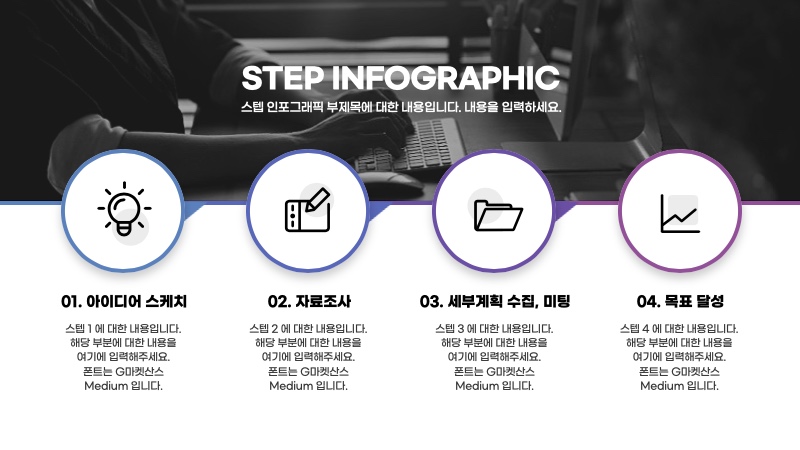 STEP INFOGRAPHIC
스텝 인포그래픽 부제목에 대한 내용입니다. 내용을 입력하세요.
01. 아이디어 스케치
스텝 1 에 대한 내용입니다.
해당 부분에 대한 내용을
여기에 입력해주세요.
폰트는 G마켓산스
Medium 입니다.
02. 자료조사
스텝 2 에 대한 내용입니다.
해당 부분에 대한 내용을
여기에 입력해주세요.
폰트는 G마켓산스
Medium 입니다.
03. 세부계획 수집, 미팅
스텝 3 에 대한 내용입니다.
해당 부분에 대한 내용을
여기에 입력해주세요.
폰트는 G마켓산스
Medium 입니다.
04. 목표 달성
스텝 4 에 대한 내용입니다.
해당 부분에 대한 내용을
여기에 입력해주세요.
폰트는 G마켓산스
Medium 입니다.